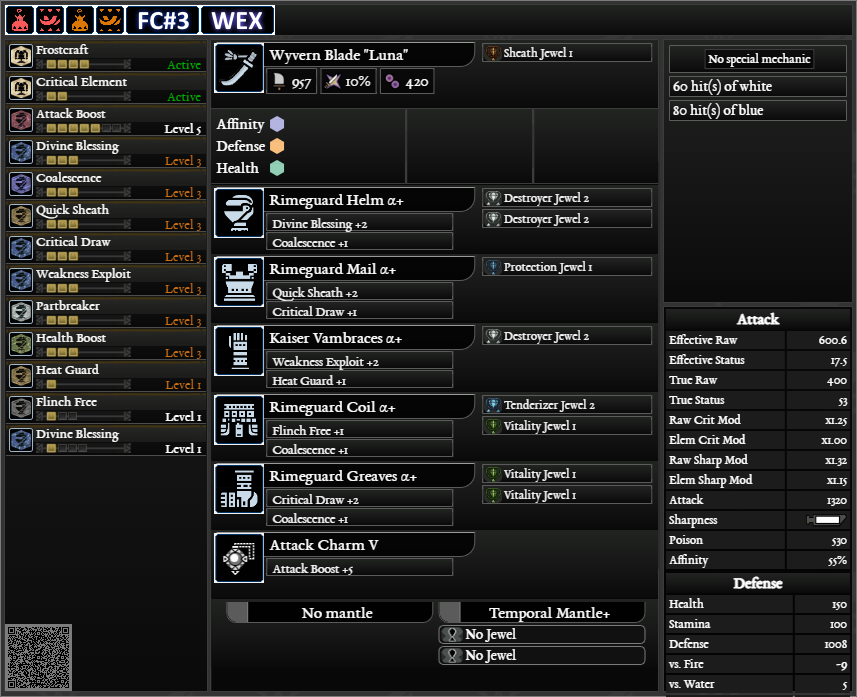 FC#3 WEX
Frostcraft
Active
Critical Element
Active
Attack Boost
Level 5
Divine Blessing
Level 3
Coalescence
Level 3
Quick Sheath
Level 3
Critical Draw
Level 3
Weakness Exploit
Level 3
Partbreaker
Level 3
Health Boost
Level 3
Heat Guard
Level 1
Flinch Free
Level 1
Divine Blessing
Level 1
Wyvern Blade "Luna"
957 10% 420
Sheath Jewel 1
Affinity
Defense
Health
Rimeguard Helm α+
Divine Blessing +2
Coalescence +1
Destroyer Jewel 2
Destroyer Jewel 2
Rimeguard Mail α+
Quick Sheath +2
Critical Draw +1
Protection Jewel 1
Kaiser Vambraces α+
Weakness Exploit +2
Heat Guard +1
Destroyer Jewel 2
Rimeguard Coil α+
Flinch Free +1
Coalescence +1
Tenderizer Jewel 2
Vitality Jewel 1
Rimeguard Greaves α+
Critical Draw +2
Coalescence +1
Vitality Jewel 1
Vitality Jewel 1
Attack Charm V
Attack Boost +5
No mantle
Temporal Mantle+
No Jewel
No Jewel
No special mechanic
60 hit(s) of white
80 hit(s) of blue
Attack
Effective Raw 600.6
Effective Status 17.5
True Raw 400
True Status 53
Raw Crit Mod x1.25
Elem Crit Mod x1.00
Raw Sharp Mod x1.32
Elem Sharp Mod x1.15
Attack 1320
Sharpness
Poison 530
Affinity 55%
Defense
Health 150
Stamina 100
Defense 1008
vs. Fire -9
vs. Water 5